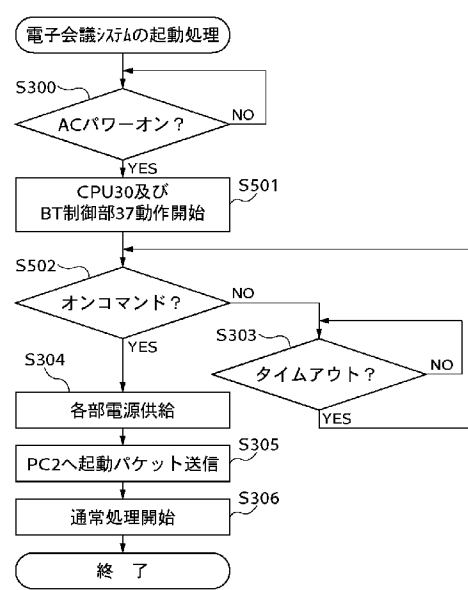 電子会議ｼｽﾃﾑの起動処理
S300
ACパワーオン？
NO
YES
S501
CPU30及び
BT制御部37動作開始
S502
オンコマンド？
NO
YES
S303
タイムアウト？
NO
YES
S304
各部電源供給
S305
PC2へ起動パケット送信
S306
通常処理開始
終　了